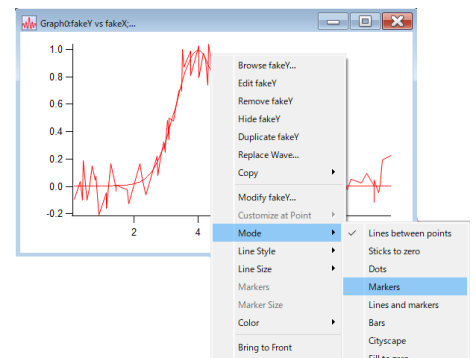 Graph0:fakeY vs fakeX;...
1.0
0.8
0.6
0.4
0.2
0.0
-0.2
2
4
Browse fakeY...
Edit fakeY
Remove fakeY
Hide fakeY
Duplicate fakeY
Replace Wave...
Copy
Modify fakeY...
Customize at Point
Mode
Line Style
Line Size
Markers
Marker Size
Color
Bring to Front
Lines between points
Sticks to zero
Dots
Markers
Lines and markers
Bars
Cityscape
Fill to zero